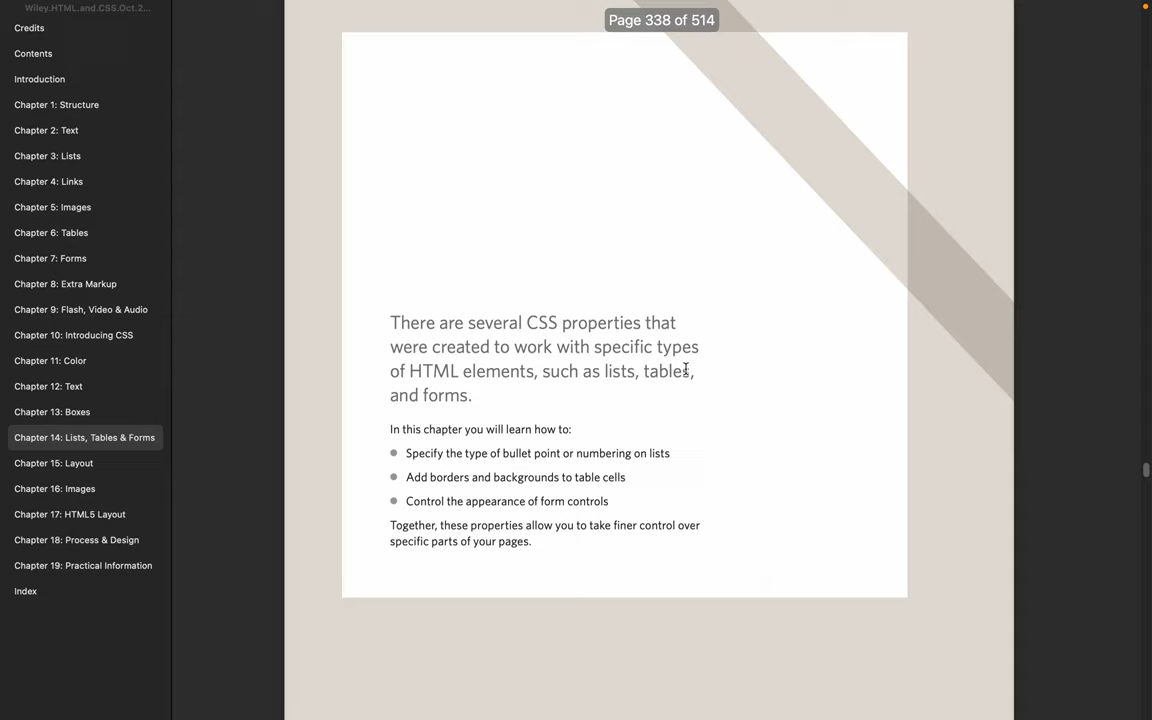 Wiley.HTML.and.CSS.Oct.2...
Credits
Contents
Introduction
Chapter 1: Structure
Chapter 2: Text
Chapter 3: Lists
Chapter 4: Links
Chapter 5: Images
Chapter 6: Tables
Chapter 7: Forms
Chapter 8: Extra Markup
Chapter 9: Flash, Video & Audio
Chapter 10: Introducing CSS
Chapter 11: Color
Chapter 12: Text
Chapter 13: Boxes
Chapter 14: Lists, Tables & Forms
Chapter 15: Layout
Chapter 16: Images
Chapter 17: HTML5 Layout
Chapter 18: Process & Design
Chapter 19: Practical Information
Index
Page 338 of 514
There are several CSS properties that
were created to work with specific types
of HTML elements, such as lists, tables,
and forms.
In this chapter you will learn how to:
● Specify the type of bullet point or numbering on lists
● Add borders and backgrounds to table cells
● Control the appearance of form controls
Together, these properties allow you to take finer control over
specific parts of your pages.